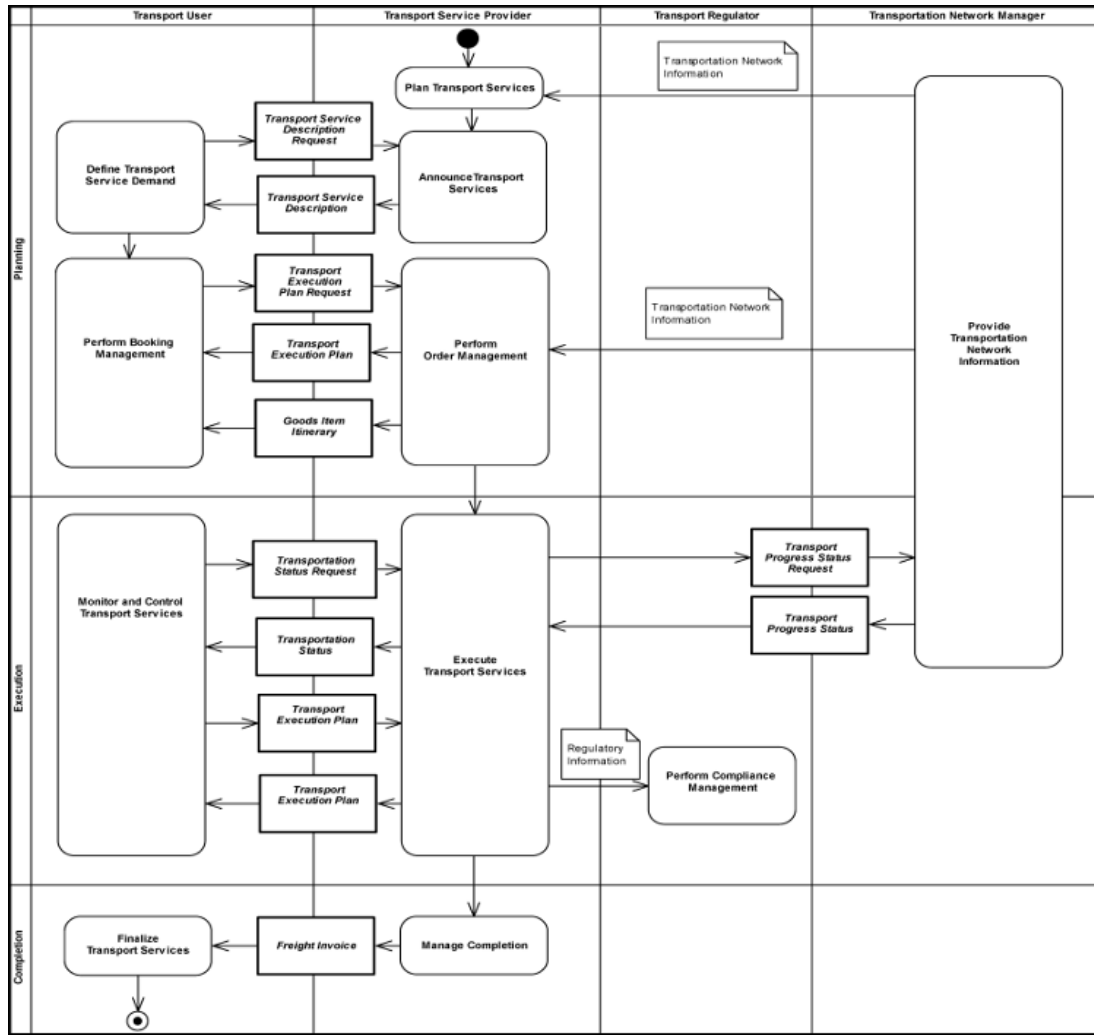 Transport User
Transport Service Provider
Transport Regulator
Transportation Network Manager
Planning
Transportation Network
Information
Plan Transport Services
Transport Service
Description
Request
Define Transport
Service Demand
AnnounceTransport
Services
Transport Service
Description
Transport
Execution
Plan Request
Transportation Network
Information
Perform Booking
Management
Transport
Execution Plan
Perform
Order Management
Provide
Transportation
Network
Information
Goods Item
Itinerary
Execution
Transportation
Status Request
Transport
Progress Status
Request
Monitor and Control
Transport Services
Transportation
Status
Transport
Progress Status
Execute
Transport Services
Transport
Execution Plan
Regulatory
Information
Transport
Execution Plan
Perform Compliance
Management
Completion
Finalize
Transport Services
Freight Invoice
Manage Completion